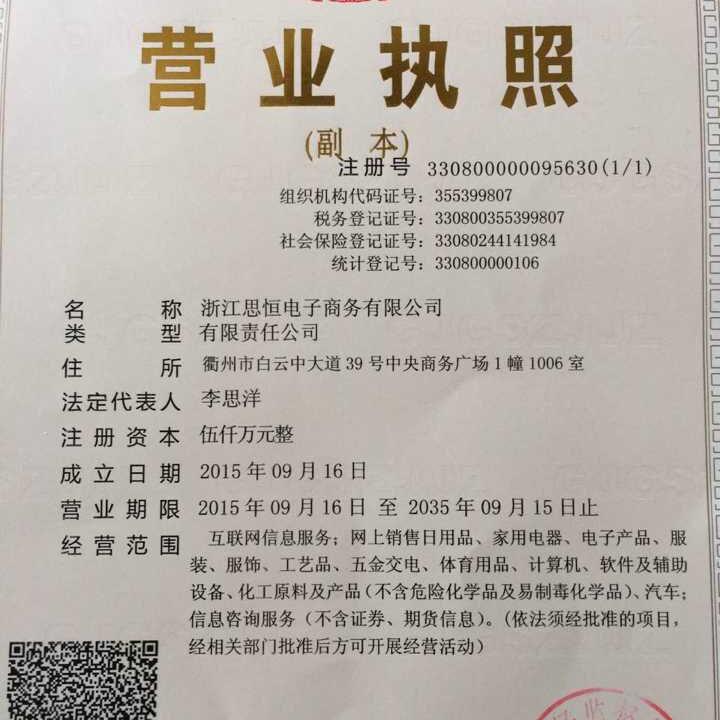 营业执照
(副 本)
注册号 330800000095630(1/1)
组织机构代码证号：355399807
税务登记证号：330800355399807
社会保险登记证号：33080244141984
统计登记号：330800000106
名 称 浙江思恒电子商务有限公司
类 型 有限责任公司
住 所 衢州市白云中大道39号中央商务广场1幢1006室
法定代表人 李思洋
注册资本 伍仟万元整
成立日期 2015年09月16日
营业期限 2015年09月16日 至 2035年09月15日止
经营范围 互联网信息服务；网上销售日用品、家用电器、电子产品、服
装、服饰、工艺品、五金交电、体育用品、计算机、软件及辅助
设备、化工原料及产品(不含危险化学品及易制毒化学品)、汽车；
信息咨询服务（不含证券、期货信息）。(依法须经批准的项目，
经相关部门批准后方可开展经营活动）